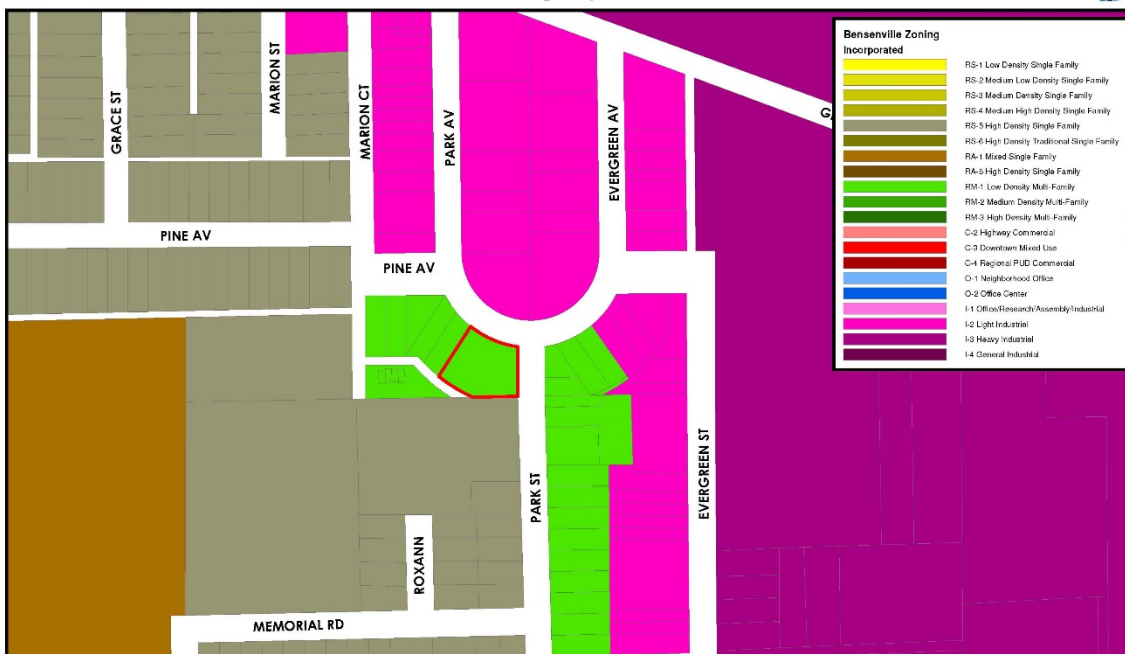 GRACE ST
MARION ST
MARION CT
PARK AV
EVERGREEN AV
PINE AV
PINE AV
PARK ST
EVERGREEN ST
ROXANN
MEMORIAL RD
Bensenville Zoning
Incorporated
RS-1 Low Density Single Family
RS-2 Medium Low Density Single Family
RS-3 Medium Density Single Family
RS-4 Medium High Density Single Family
RS-5 High Density Single Family
RS-6 High Density Traditional Single Family
RA-1 Mixed Single Family
RA-5 High Density Single Family
RM-1 Low Density Multi-Family
RM-2 Medium Density Multi-Family
RM-3 High Density Multi-Family
C-2 Highway Commercial
C-3 Downtown Mixed Use
C-4 Regional PUD Commercial
O-1 Neighborhood Office
O-2 Office Center
I-1 Office/Research/Assembly/Industrial
I-2 Light Industrial
I-3 Heavy Industrial
I-4 General Industrial